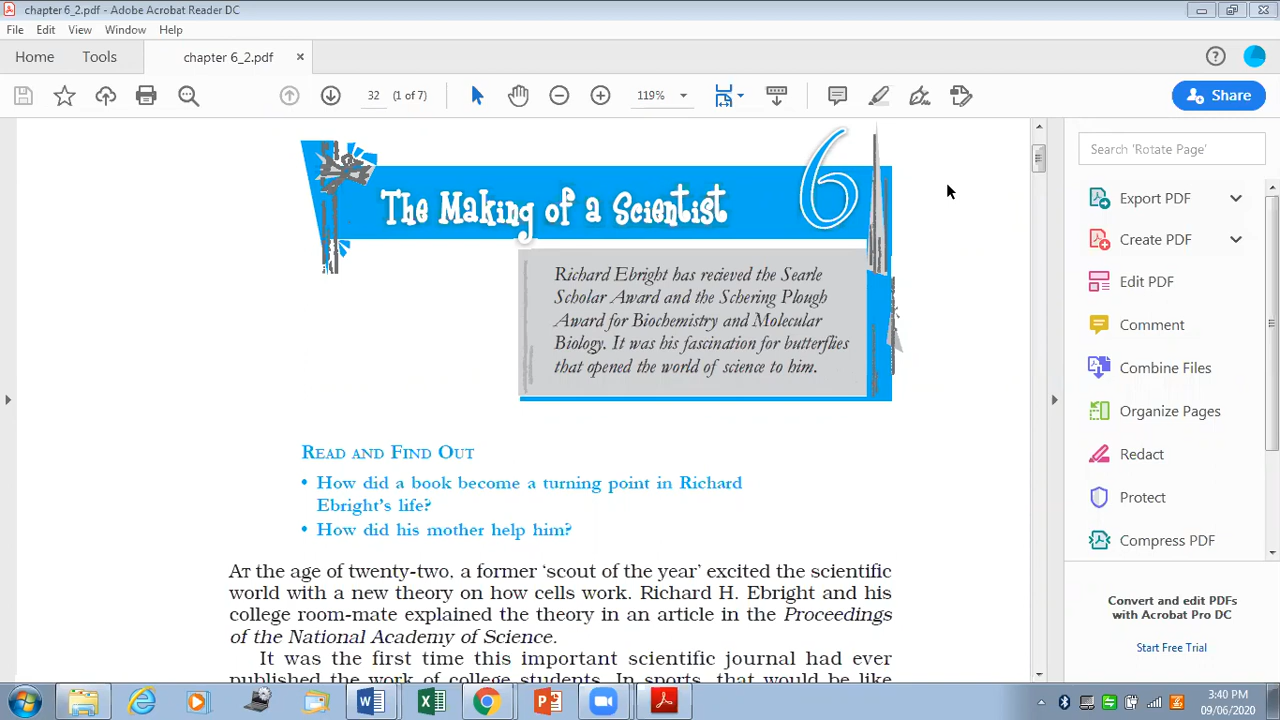 chapter 6_2.pdf - Adobe Acrobat Reader DC
File Edit View Window Help
Home Tools chapter 6_2.pdf ×
32 (1 of 7) 119% Share
Search 'Rotate Page'
Export PDF
Create PDF
Edit PDF
Comment
Combine Files
Organize Pages
Redact
Protect
Compress PDF
Convert and edit PDFs
with Acrobat Pro DC
Start Free Trial
6
The Making of a Scientist
Richard Ebright has recieved the Searle
Scholar Award and the Schering Plough
Award for Biochemistry and Molecular
Biology. It was his fascination for butterflies
that opened the world of science to him.
READ AND FIND OUT
• How did a book become a turning point in Richard
Ebright's life?
• How did his mother help him?
AT the age of twenty-two, a former ‘scout of the year’ excited the scientific
world with a new theory on how cells work. Richard H. Ebright and his
college room-mate explained the theory in an article in the Proceedings
of the National Academy of Science.
It was the first time this important scientific journal had ever
published the work of college students. In sports, that would be like
3:40 PM
09/06/2020